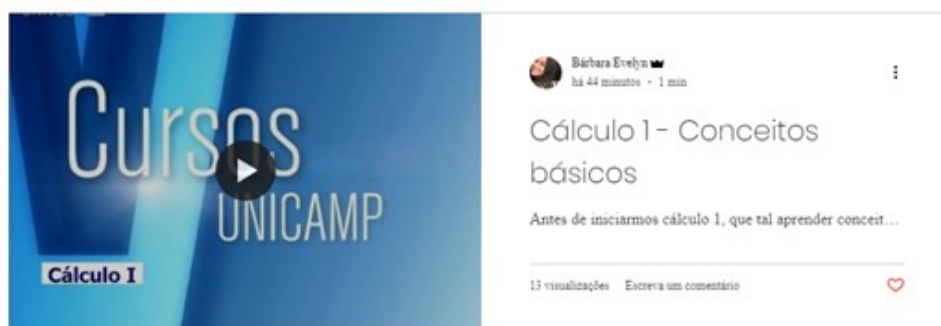 Cursos
UNICAMP
Cálculo I
Bárbara Evelyn
há 44 minutos · 1 min
Cálculo 1 - Conceitos
básicos
Antes de iniciarmos cálculo 1, que tal aprender conceit...
13 visualizações Escreva um comentário